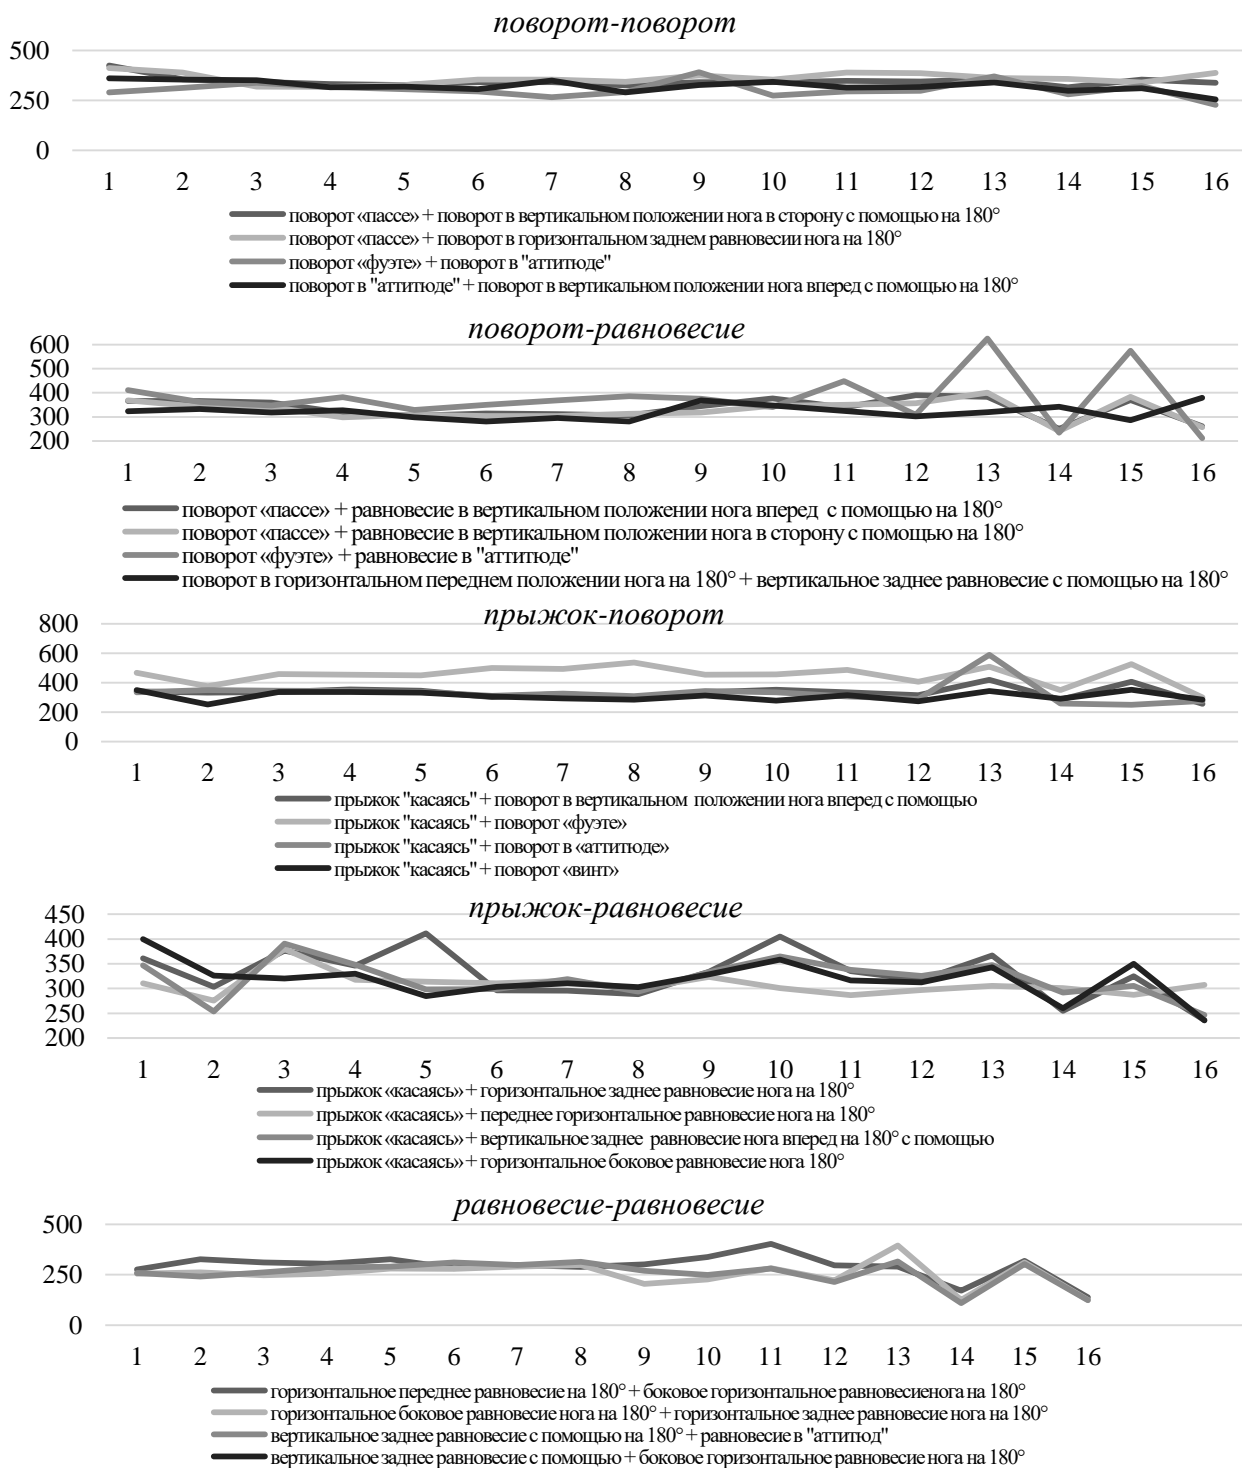 поворот-поворот
500
250
0
1 2 3 4 5 6 7 8 9 10 11 12 13 14 15 16
поворот «пассе» + поворот в вертикальном положении нога в сторону с помощью на 180°
поворот «пассе» + поворот в горизонтальном заднем равновесии нога на 180°
поворот «фуэте» + поворот в "аттитюде"
поворот в "аттитюде" + поворот в вертикальном положении нога вперед с помощью на 180°
поворот-равновесие
600
500
400
300
200
1 2 3 4 5 6 7 8 9 10 11 12 13 14 15 16
поворот «пассе» + равновесие в вертикальном положении нога вперед с помощью на 180°
поворот «пассе» + равновесие в вертикальном положении нога в сторону с помощью на 180°
поворот «фуэте» + равновесие в "аттитюде"
поворот в горизонтальном переднем положении нога на 180° + вертикальное заднее равновесие с помощью на 180°
прыжок-поворот
800
600
400
200
0
1 2 3 4 5 6 7 8 9 10 11 12 13 14 15 16
прыжок "касаясь" + поворот в вертикальном положении нога вперед с помощью
прыжок "касаясь" + поворот «фуэте»
прыжок "касаясь" + поворот в «аттитюде»
прыжок "касаясь" + поворот «винт»
прыжок-равновесие
450
400
350
300
250
200
1 2 3 4 5 6 7 8 9 10 11 12 13 14 15 16
прыжок «касаясь» + горизонтальное заднее равновесие нога на 180°
прыжок «касаясь» + переднее горизонтальное равновесие нога на 180°
прыжок «касаясь» + вертикальное заднее равновесие нога вперед на 180° с помощью
прыжок «касаясь» + горизонтальное боковое равновесие нога 180°
равновесие-равновесие
500
250
0
1 2 3 4 5 6 7 8 9 10 11 12 13 14 15 16
горизонтальное переднее равновесие на 180° + боковое горизонтальное равновесиенога на 180°
горизонтальное боковое равновесие нога на 180° + горизонтальное заднее равновесие нога на 180°
вертикальное заднее равновесие с помощью на 180° + равновесие в "аттитюд"
вертикальное заднее равновесие с помощью + боковое горизонтальное равновесие нога на 180°